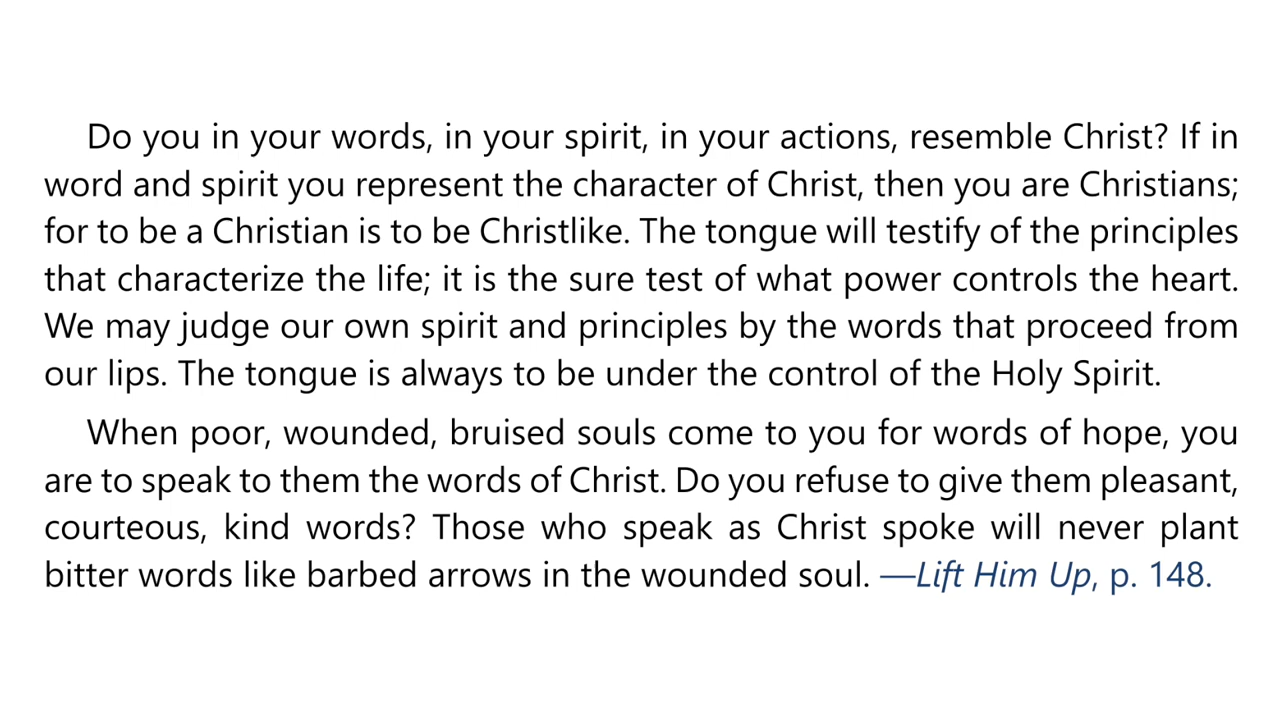 Do you in your words, in your spirit, in your actions, resemble Christ? If in
word and spirit you represent the character of Christ, then you are Christians;
for to be a Christian is to be Christlike. The tongue will testify of the principles
that characterize the life; it is the sure test of what power controls the heart.
We may judge our own spirit and principles by the words that proceed from
our lips. The tongue is always to be under the control of the Holy Spirit.
When poor, wounded, bruised souls come to you for words of hope, you
are to speak to them the words of Christ. Do you refuse to give them pleasant,
courteous, kind words? Those who speak as Christ spoke will never plant
bitter words like barbed arrows in the wounded soul. —Lift Him Up, p. 148.